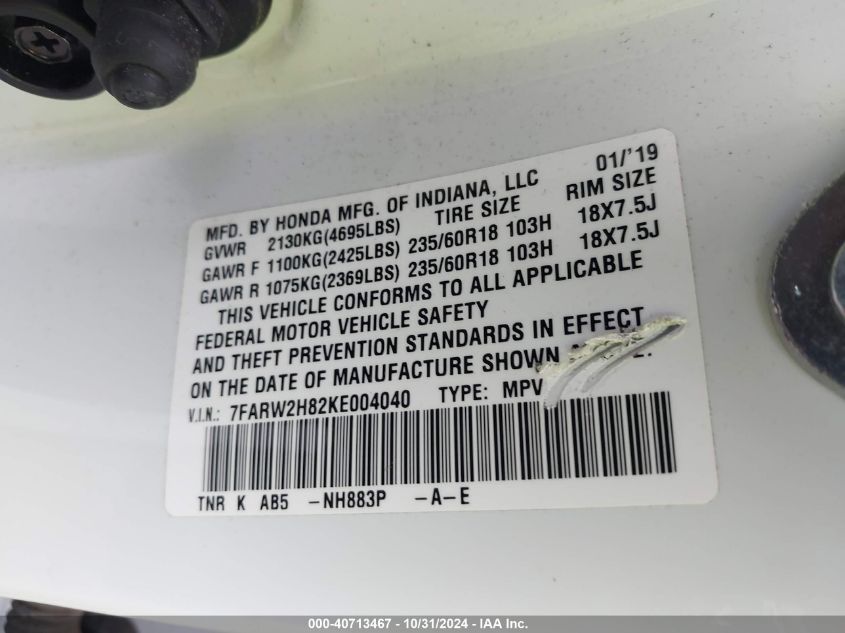 01/'19
MFD. BY HONDA MFG. OF INDIANA, LLC
GVWR 2130KG(4695LBS) TIRE SIZE RIM SIZE
GAWR F 1100KG(2425LBS) 235/60R18 103H 18X7.5J
GAWR R 1075KG(2369LBS) 235/60R18 103H 18X7.5J
THIS VEHICLE CONFORMS TO ALL APPLICABLE
FEDERAL MOTOR VEHICLE SAFETY
AND THEFT PREVENTION STANDARDS IN EFFECT
ON THE DATE OF MANUFACTURE SHOWN
V.I.N.: 7FARW2H82KE004040 TYPE: MPV
TNR K AB5 -NH883P -A-E
000-40713467 - 10/31/2024 - IAA Inc.